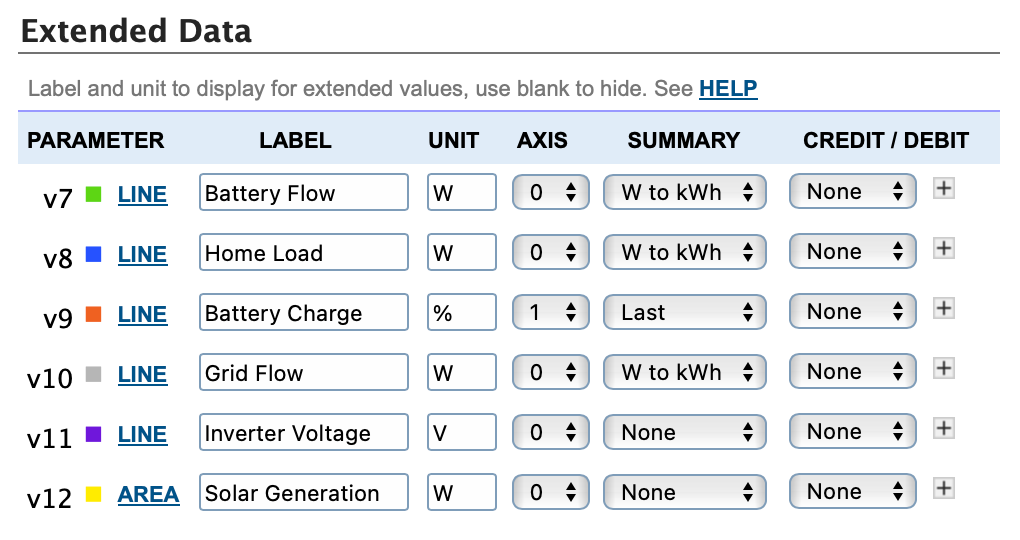 Extended Data
Label and unit to display for extended values, use blank to hide. See HELP
PARAMETER LABEL UNIT AXIS SUMMARY CREDIT / DEBIT
v7 LINE Battery Flow W 0 W to kWh None +
v8 LINE Home Load W 0 W to kWh None +
v9 LINE Battery Charge % 1 Last None +
v10 LINE Grid Flow W 0 W to kWh None +
v11 LINE Inverter Voltage V 0 None None +
v12 AREA Solar Generation W 0 None None +